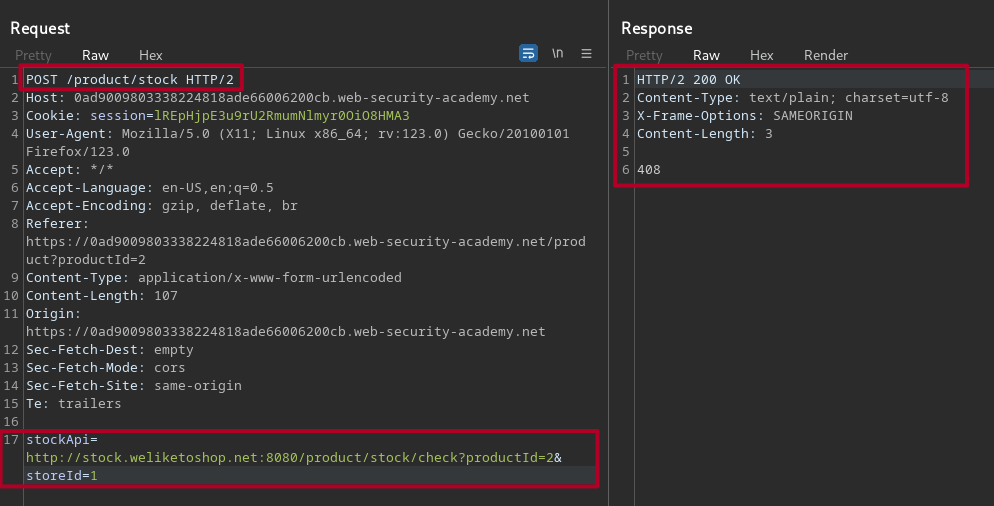 Request
Pretty Raw Hex
\n
1 POST /product/stock HTTP/2
2 Host: 0ad9009803338224818ade66006200cb.web-security-academy.net
3 Cookie: session=lREpHjpE3u9rU2RmumNlmyr0OiO8HMA3
4 User-Agent: Mozilla/5.0 (X11; Linux x86_64; rv:123.0) Gecko/20100101
Firefox/123.0
5 Accept: */*
6 Accept-Language: en-US,en;q=0.5
7 Accept-Encoding: gzip, deflate, br
8 Referer:
https://0ad9009803338224818ade66006200cb.web-security-academy.net/prod
uct?productId=2
9 Content-Type: application/x-www-form-urlencoded
10 Content-Length: 107
11 Origin:
https://0ad9009803338224818ade66006200cb.web-security-academy.net
12 Sec-Fetch-Dest: empty
13 Sec-Fetch-Mode: cors
14 Sec-Fetch-Site: same-origin
15 Te: trailers
16
17 stockApi=
http://stock.weliketoshop.net:8080/product/stock/check?productId=2&
storeId=1
Response
Pretty Raw Hex Render
1 HTTP/2 200 OK
2 Content-Type: text/plain; charset=utf-8
3 X-Frame-Options: SAMEORIGIN
4 Content-Length: 3
5
6 408